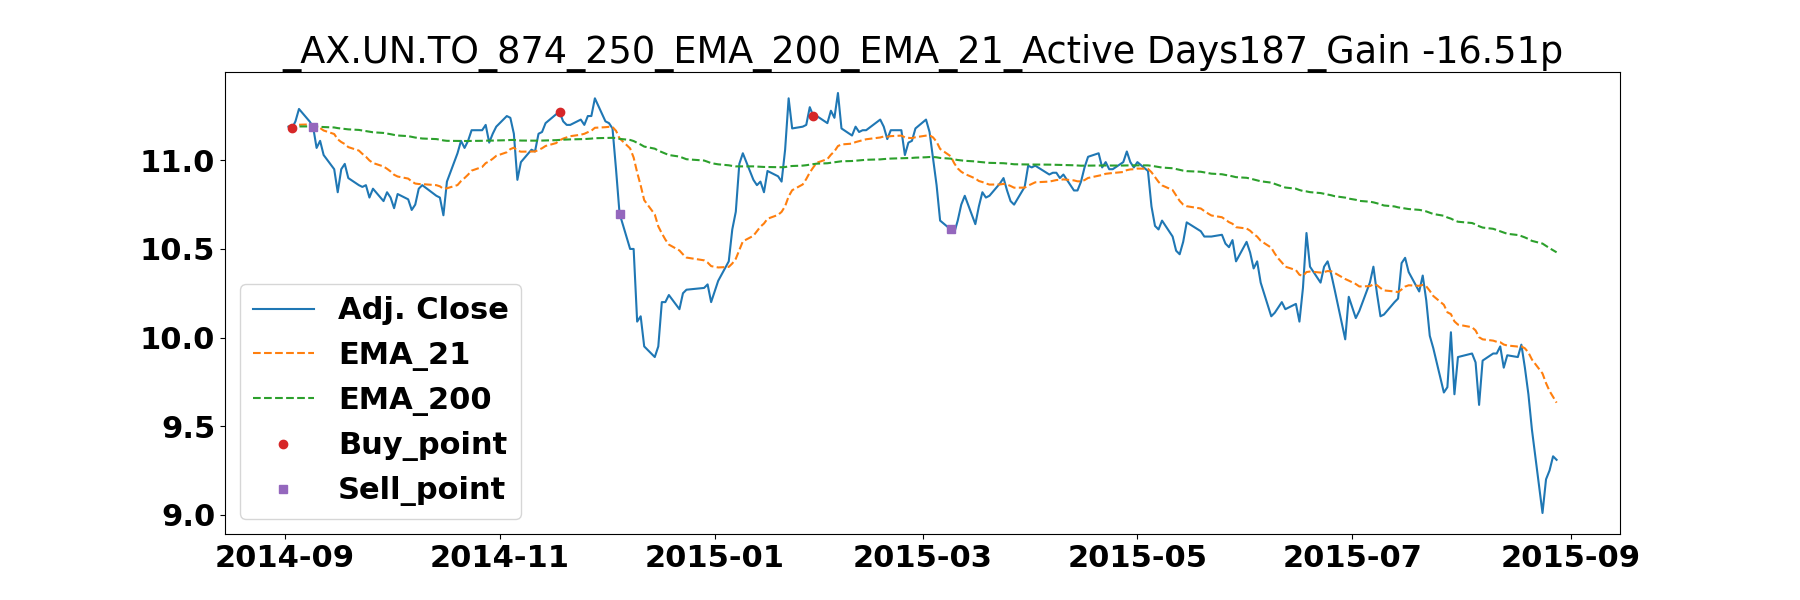 _AX.UN.TO_874_250_EMA_200_EMA_21_Active Days187_Gain -16.51p
11.0
10.5
10.0
9.5
9.0
Adj. Close
EMA_21
EMA_200
Buy_point
Sell_point
2014-09 2014-11 2015-01 2015-03 2015-05 2015-07 2015-09